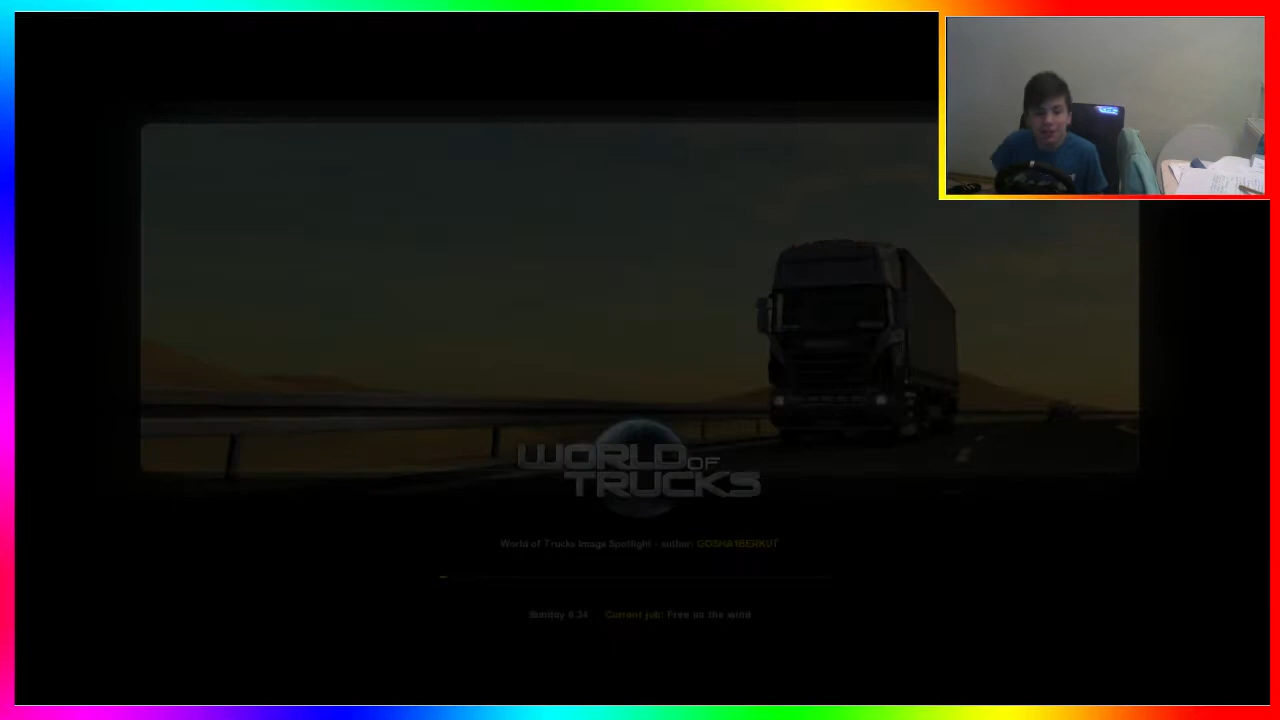 WORLD OF
TRUCKS
World of Trucks Image Spotlight - author: GOSHA1BERKUT
Sunday 6:34 Current job: Free as the wind